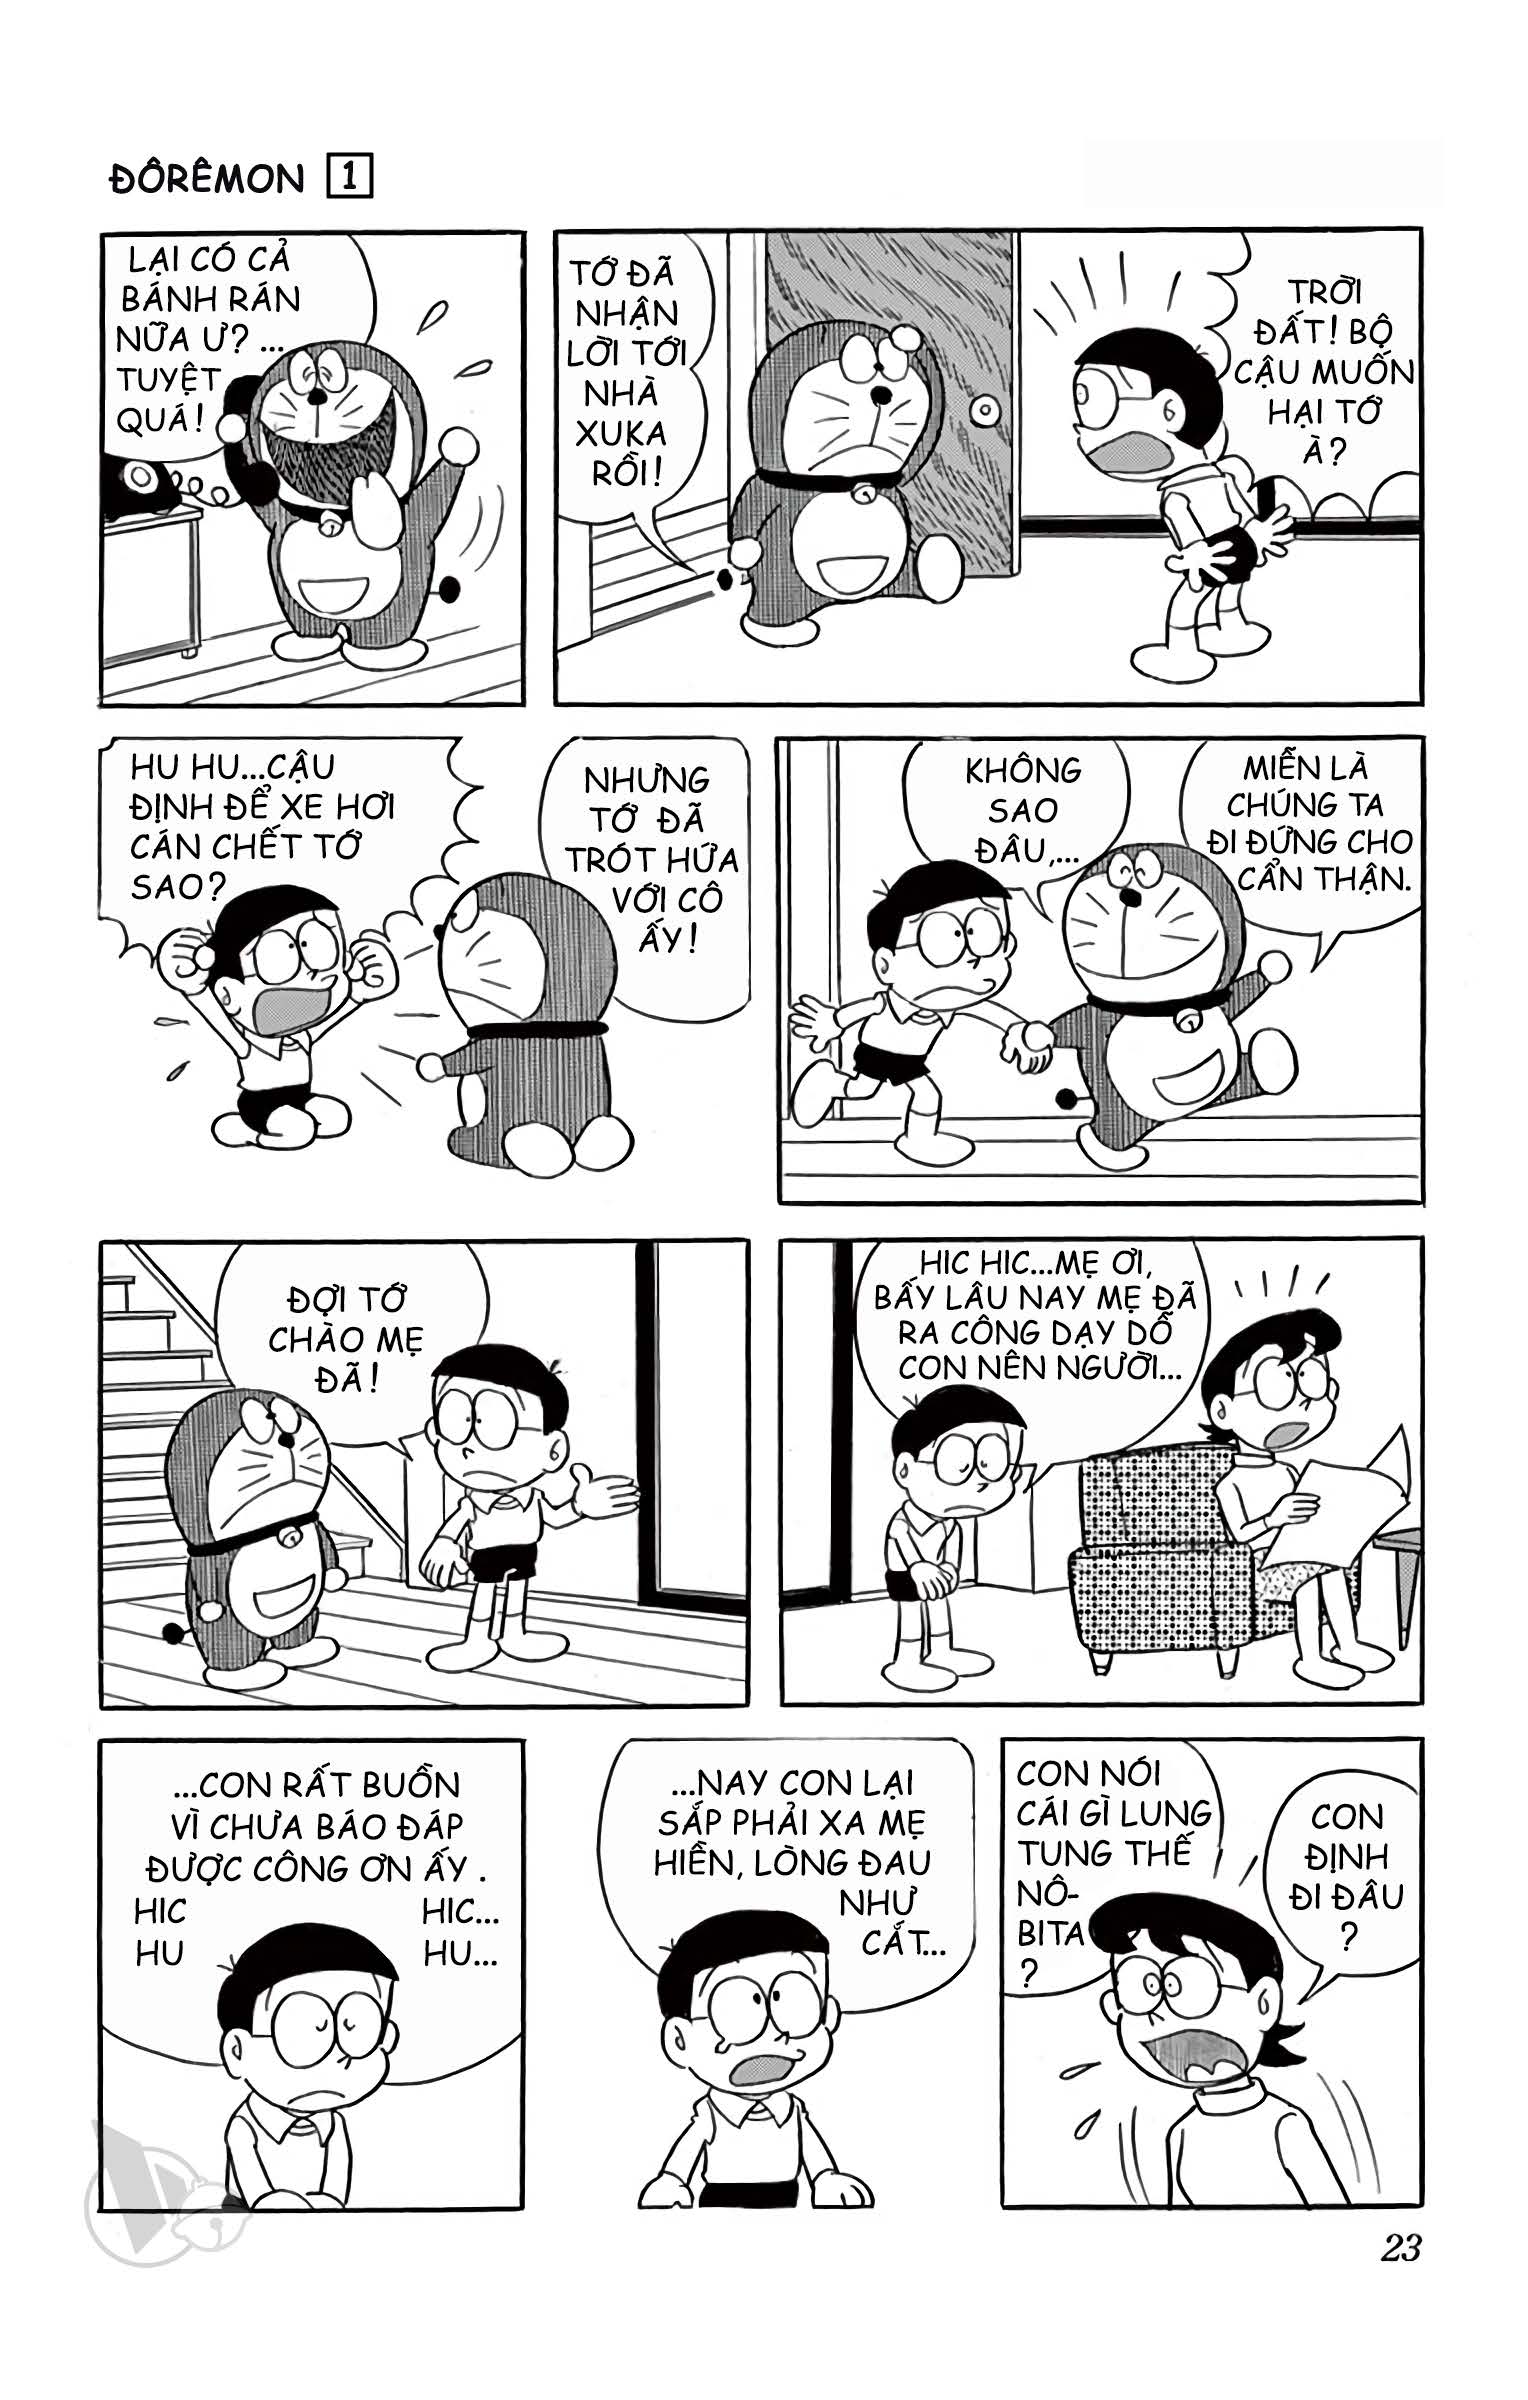 ĐÔRÊMON 1
LẠI CÓ CẢ
BÁNH RÁN
NỮA Ư? ...
TUYỆT
QUÁ!
TỚ ĐÃ
NHẬN
LỜI TỚI
NHÀ
XUKA
RỒI!
TRỜI
ĐẤT! BỘ
CẬU MUỐN
HẠI TỚ
À?
HU HU...CẬU
ĐỊNH ĐỂ XE HƠI
CÁN CHẾT TỚ
SAO?
NHƯNG
TỚ ĐÃ
TRÓT HỨA
VỚI CÔ
ẤY!
KHÔNG
SAO
ĐÂU,...
MIỄN LÀ
CHÚNG TA
ĐI ĐỨNG CHO
CẨN THẬN.
ĐỢI TỚ
CHÀO MẸ
ĐÃ!
HIC HIC...MẸ ƠI,
BẤY LÂU NAY MẸ ĐÃ
RA CÔNG DẠY DỖ
CON NÊN NGƯỜI...
...CON RẤT BUỒN
VÌ CHƯA BÁO ĐÁP
ĐƯỢC CÔNG ƠN ẤY.
HIC HIC...
HU HU...
...NAY CON LẠI
SẮP PHẢI XA MẸ
HIỀN, LÒNG ĐAU
NHƯ
CẮT...
CON NÓI
CÁI GÌ LUNG
TUNG THẾ
NÔ-
BITA
?
CON
ĐỊNH
ĐI ĐÂU
?
23